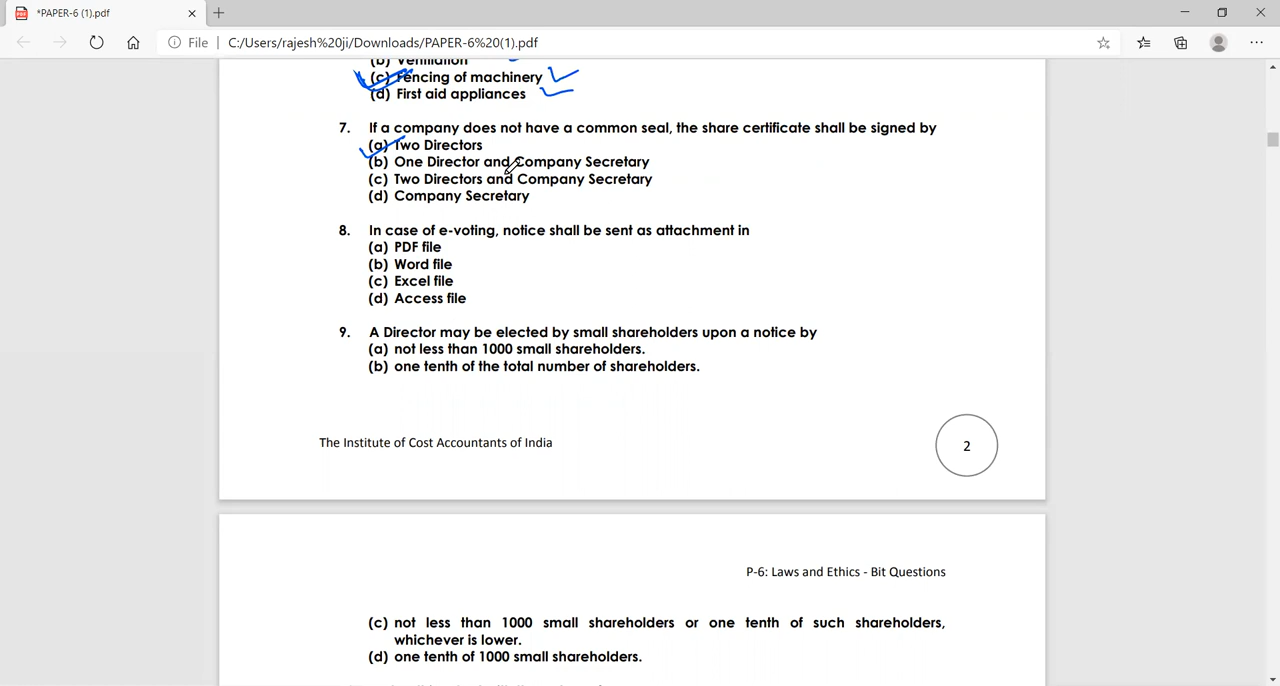 *PAPER-6 (1).pdf
File | C:/Users/rajesh%20ji/Downloads/PAPER-6%20(1).pdf
(b) Ventilation
(c) Fencing of machinery
(d) First aid appliances
7. If a company does not have a common seal, the share certificate shall be signed by
(a) Two Directors
(b) One Director and Company Secretary
(c) Two Directors and Company Secretary
(d) Company Secretary
8. In case of e-voting, notice shall be sent as attachment in
(a) PDF file
(b) Word file
(c) Excel file
(d) Access file
9. A Director may be elected by small shareholders upon a notice by
(a) not less than 1000 small shareholders.
(b) one tenth of the total number of shareholders.
The Institute of Cost Accountants of India
2
P-6: Laws and Ethics - Bit Questions
(c) not less than 1000 small shareholders or one tenth of such shareholders,
whichever is lower.
(d) one tenth of 1000 small shareholders.